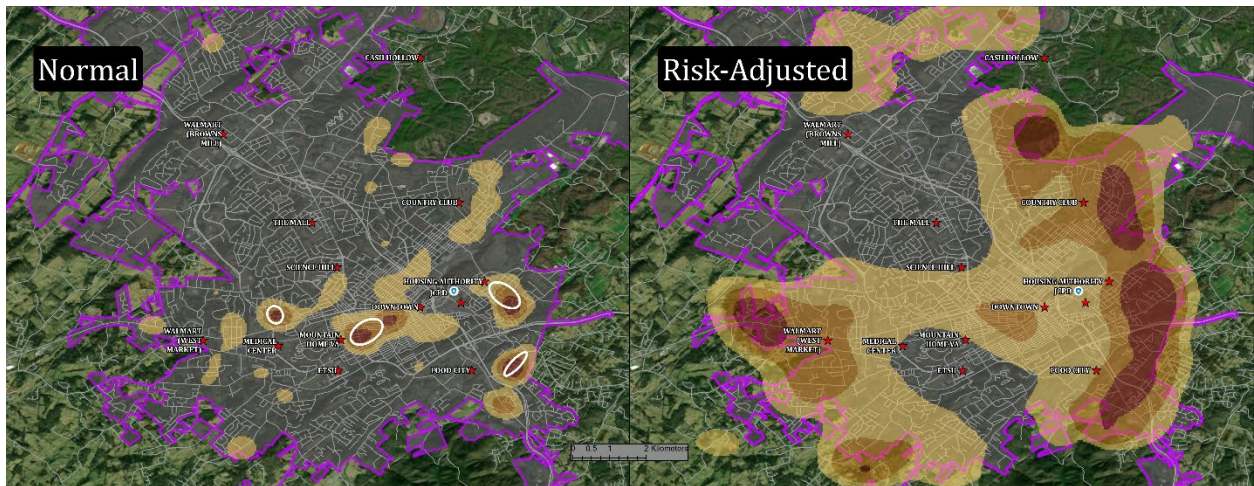 Normal
CASH HOLLOW
WALMART
(BROWNS
MILL)
COUNTRY CLUB
THE MALL
SCIENCE HILL
HOUSING AUTHORITY
JCPD
DOWNTOWN
WALMART
(WEST
MARKET)
MEDICAL
CENTER
MOUNTAIN
HOME VA
ETSU
FOOD CITY
0 0.5 1 2 Kilometers
Risk-Adjusted
CASH HOLLOW
WALMART
(BROWNS
MILL)
COUNTRY CLUB
THE MALL
SCIENCE HILL
HOUSING AUTHORITY
JCPD
DOWNTOWN
WALMART
(WEST
MARKET)
MEDICAL
CENTER
MOUNTAIN
HOME VA
ETSU
FOOD CITY